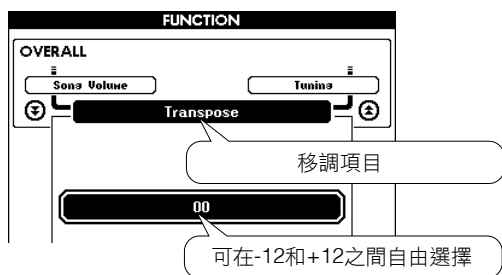 FUNCTION
OVERALL
Song Volume
Tuning
Transpose
移調項目
00
可在-12和+12之間自由選擇